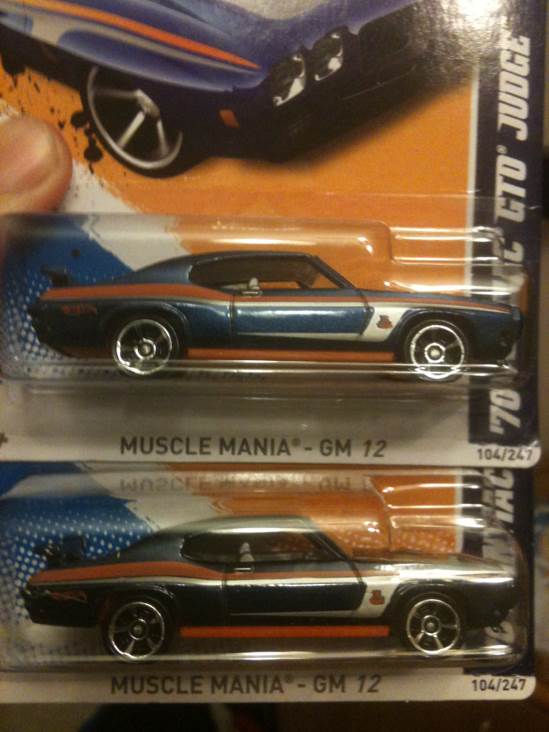 '70 PONTIAC® GTO® JUDGE
MUSCLE MANIA® - GM 12
104/247
MUSCLE MANIA® - GM 12
104/247